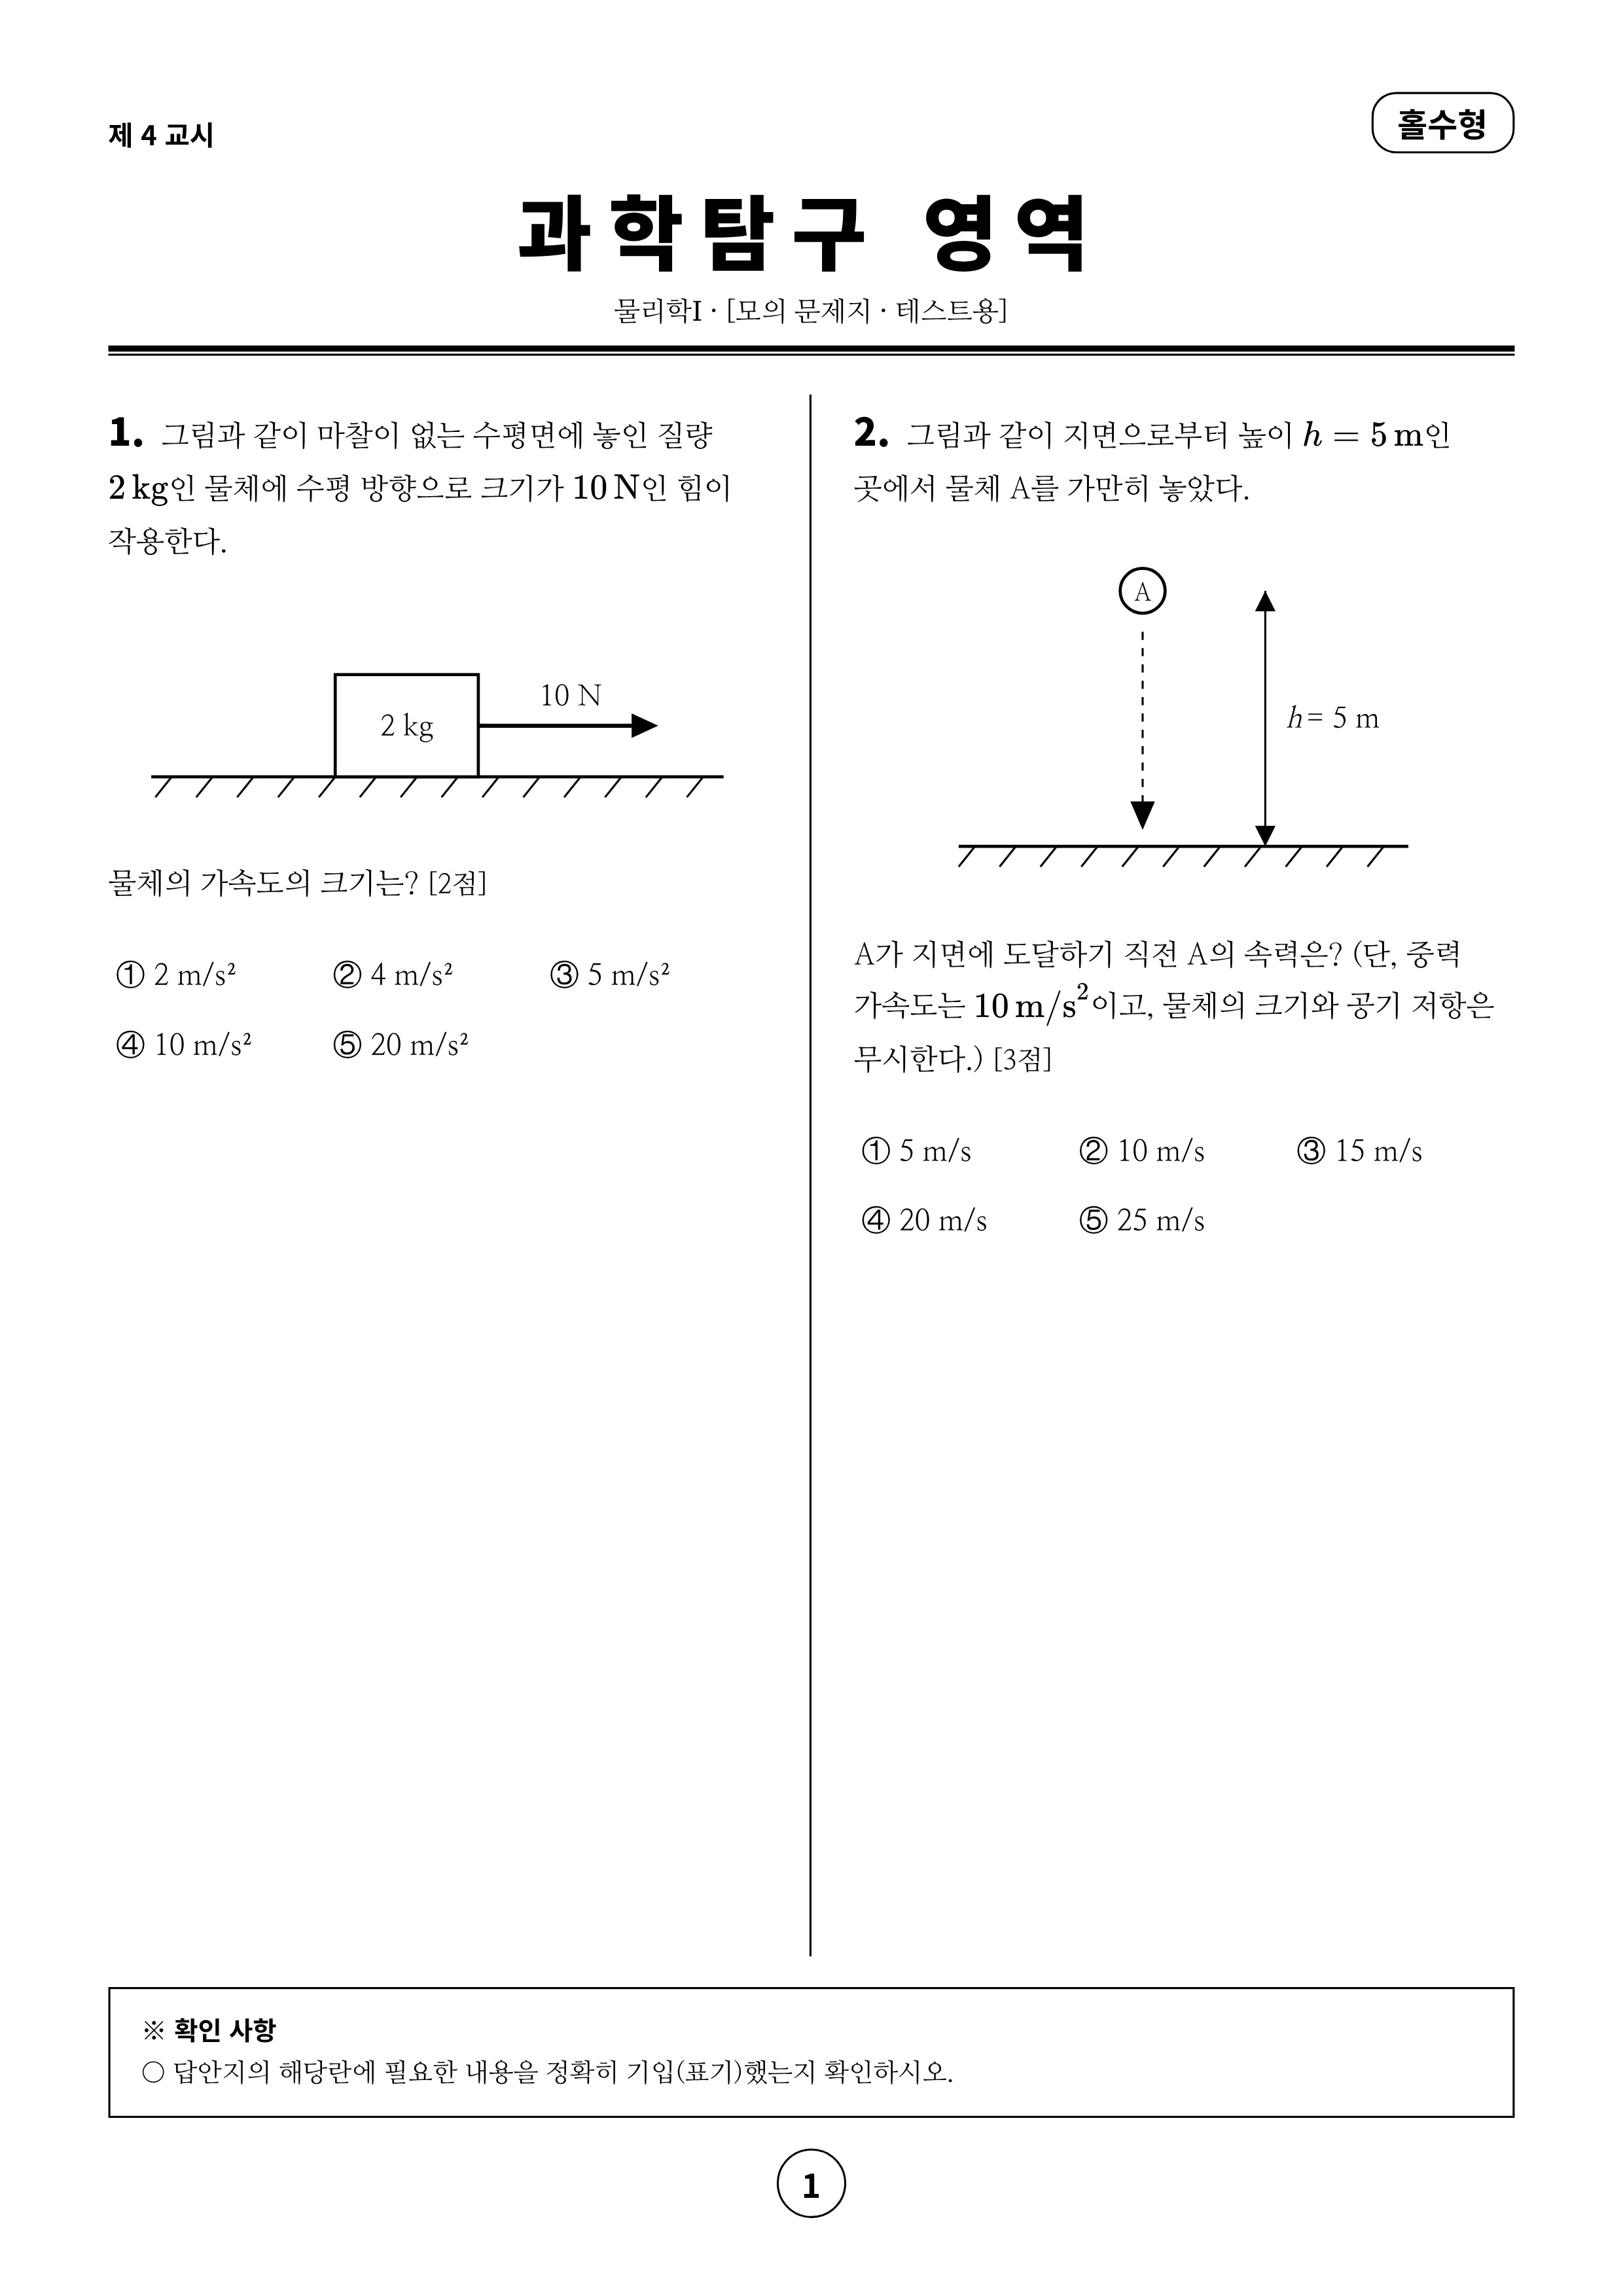 제 4 교시
홀수형
과학탐구 영역
물리학Ⅰ · [모의 문제지 · 테스트용]
1. 그림과 같이 마찰이 없는 수평면에 놓인 질량
2 kg인 물체에 수평 방향으로 크기가 10 N인 힘이
작용한다.
10 N
2 kg
물체의 가속도의 크기는? [2점]
① 2 m/s² ② 4 m/s² ③ 5 m/s²
④ 10 m/s² ⑤ 20 m/s²
2. 그림과 같이 지면으로부터 높이 h = 5 m인
곳에서 물체 A를 가만히 놓았다.
A
h = 5 m
A가 지면에 도달하기 직전 A의 속력은? (단, 중력
가속도는 10 m/s²이고, 물체의 크기와 공기 저항은
무시한다.) [3점]
① 5 m/s ② 10 m/s ③ 15 m/s
④ 20 m/s ⑤ 25 m/s
※ 확인 사항
○ 답안지의 해당란에 필요한 내용을 정확히 기입(표기)했는지 확인하시오.
1